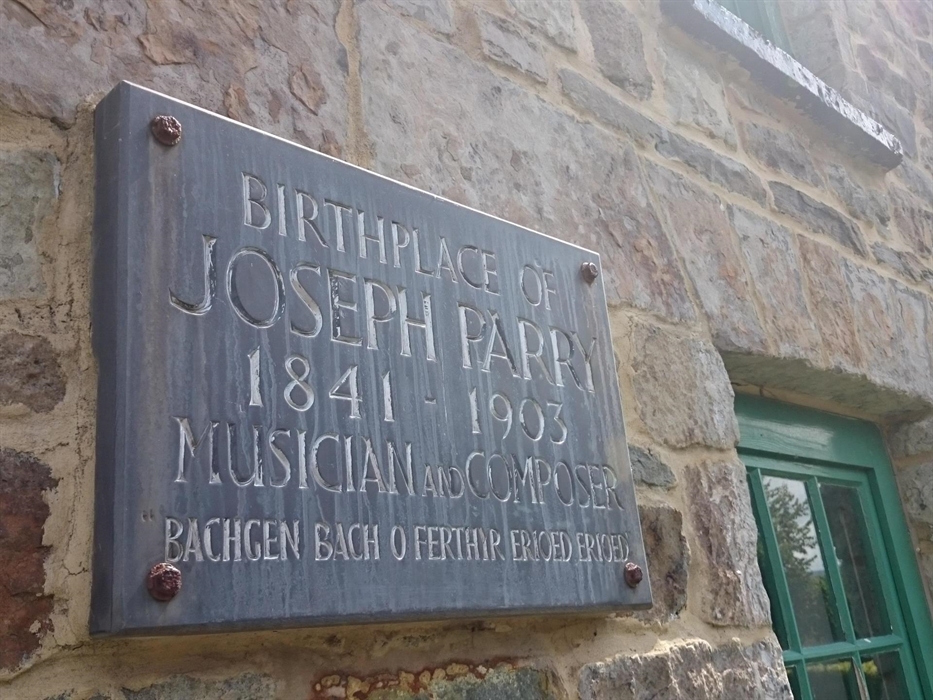 BIRTHPLACE OF
JOSEPH PARRY
1841 - 1903
MUSICIAN AND COMPOSER
"BACHGEN BACH O FERTHYR ERIOED ERIOED"